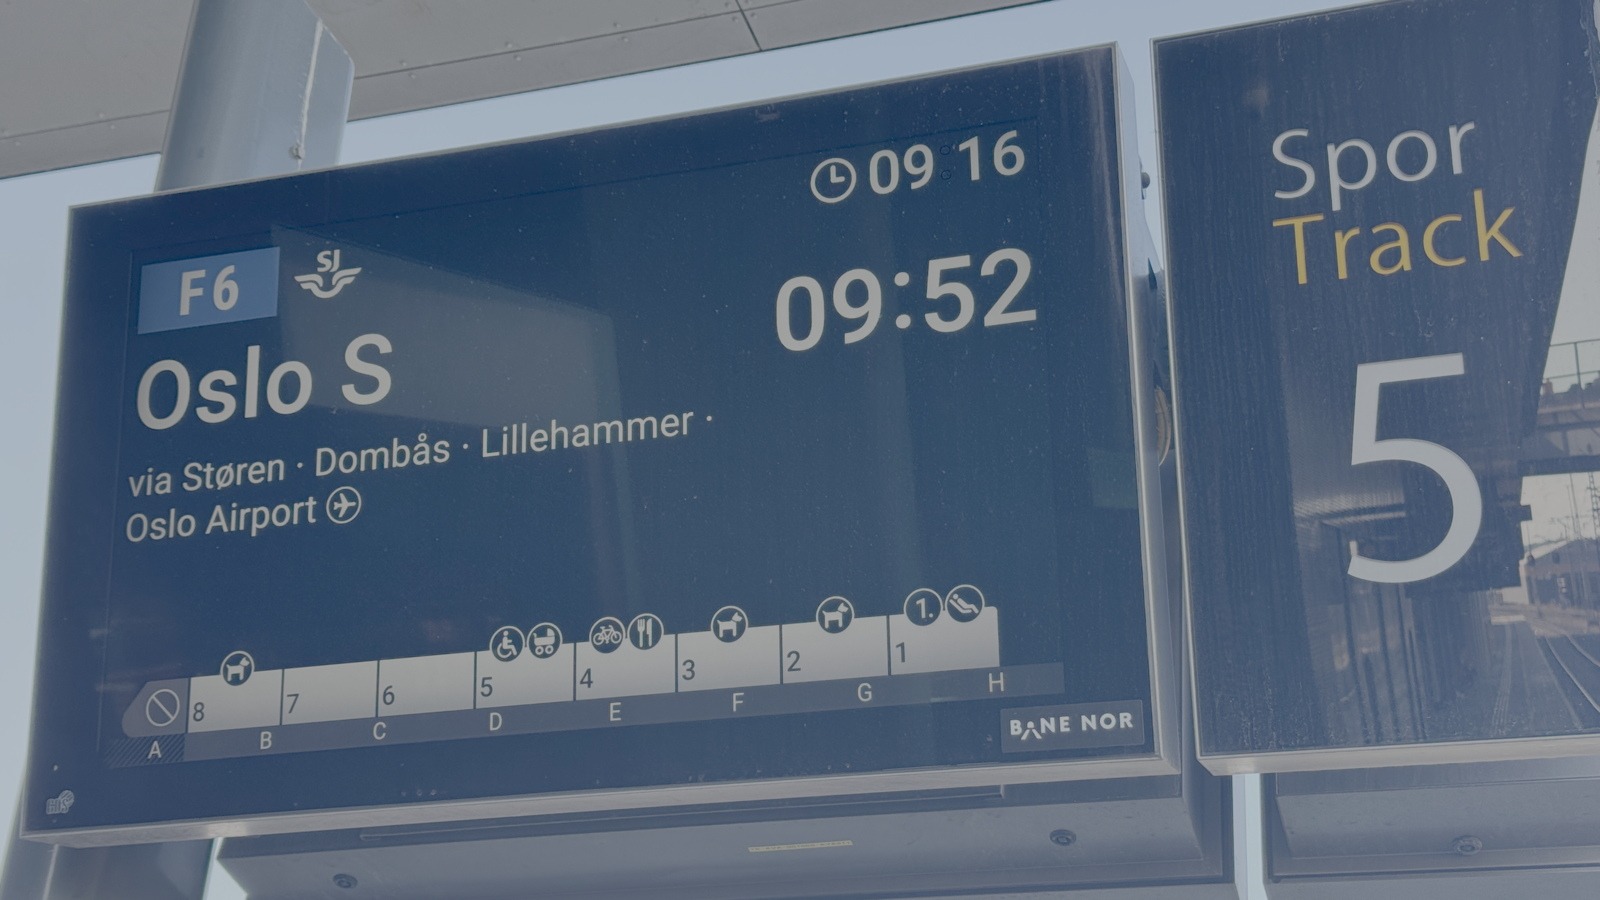 09 16
F6 SJ
09:52
Oslo S
via Støren · Dombås · Lillehammer ·
Oslo Airport
1.
8 7 6 5 4 3 2 1
A B C D E F G H
BANE NOR
Spor
Track
5